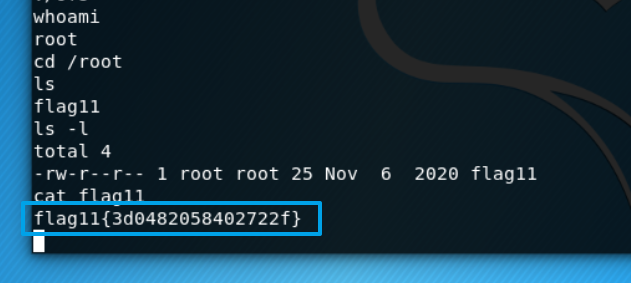 whoami
root
cd /root
ls
flag11
ls -l
total 4
-rw-r--r-- 1 root root 25 Nov  6  2020 flag11
cat flag11
flag11{3d0482058402722f}